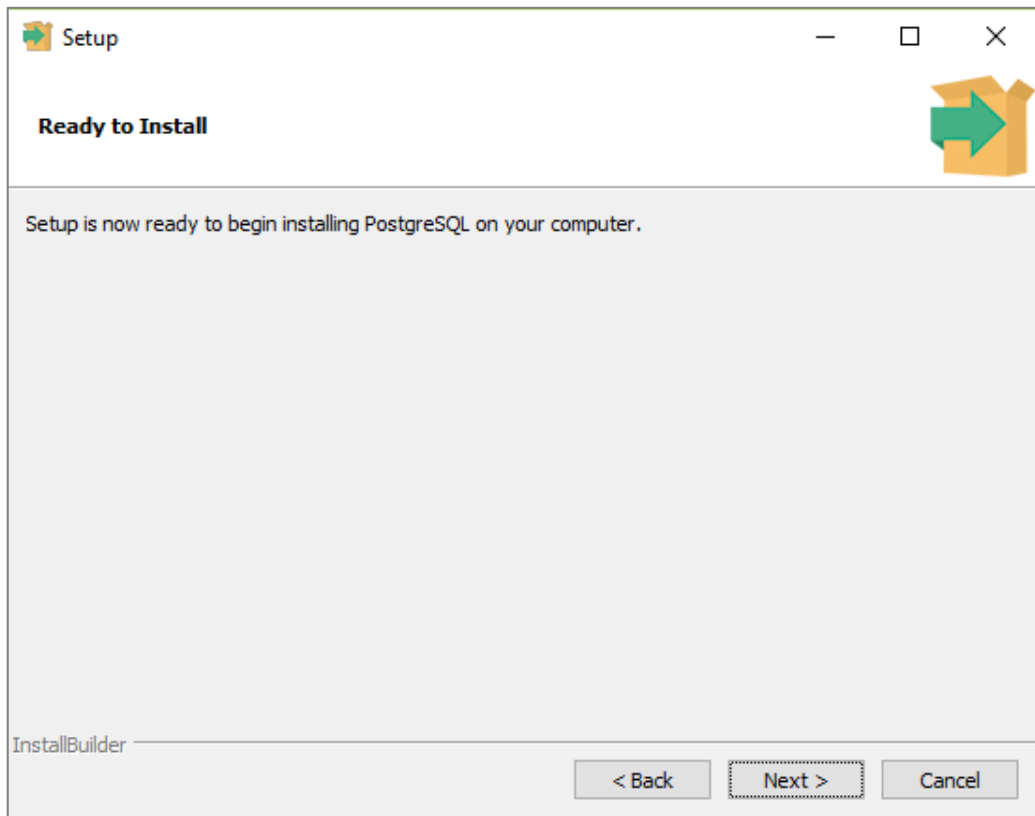 Setup
Ready to Install
Setup is now ready to begin installing PostgreSQL on your computer.
InstallBuilder
< Back Next > Cancel